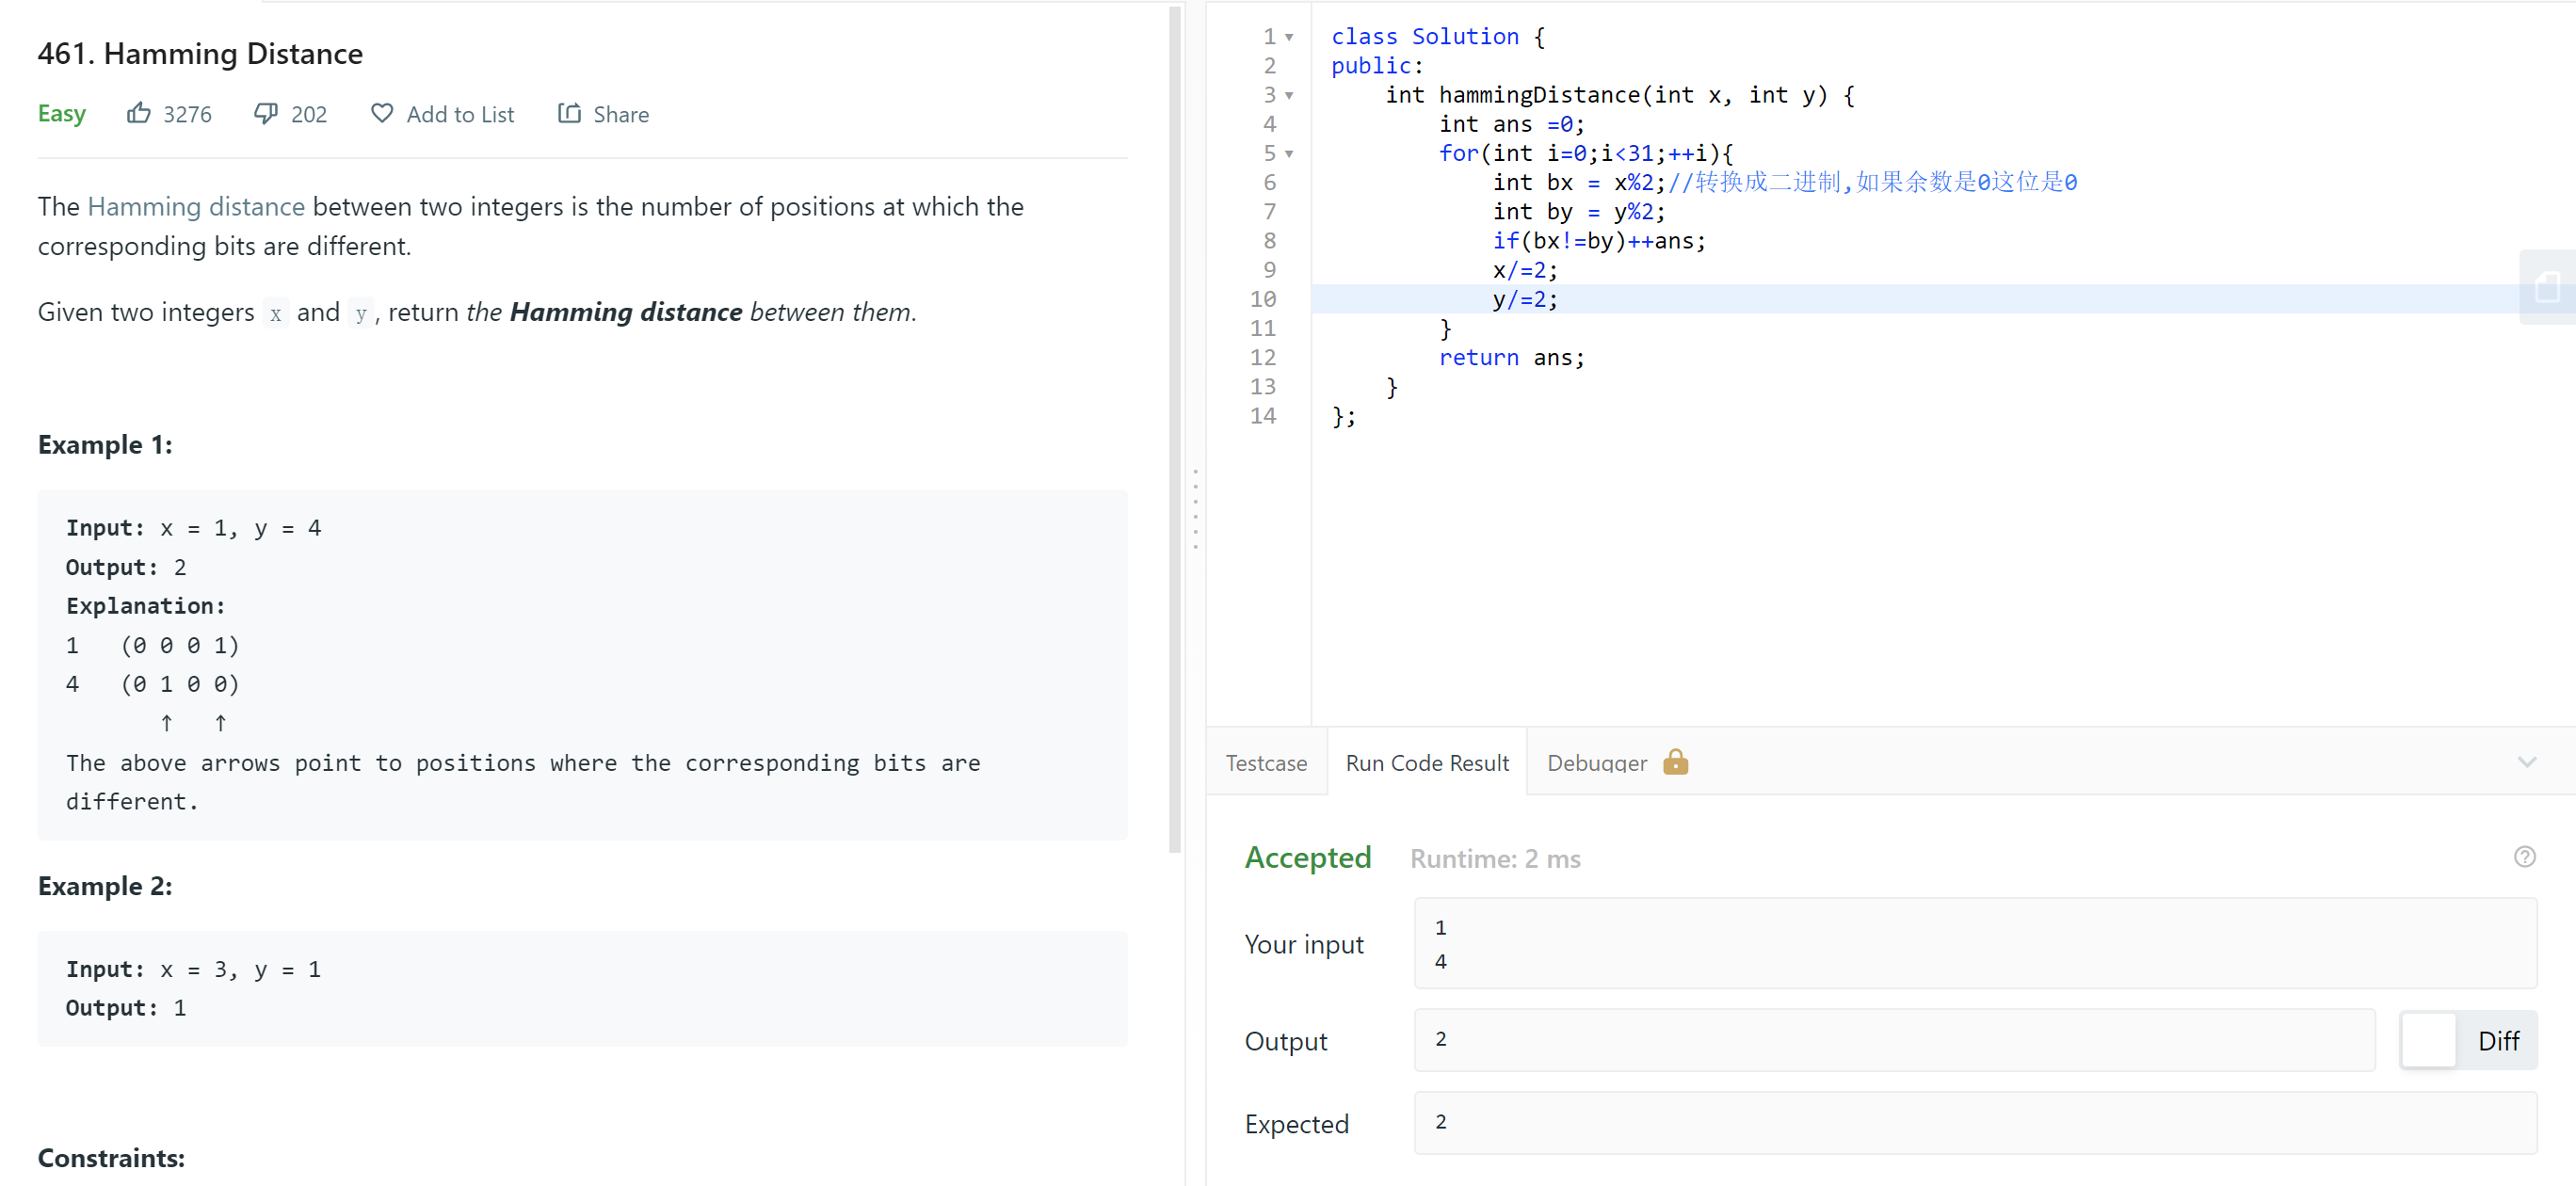 461. Hamming Distance
Easy 3276 202 Add to List Share
The Hamming distance between two integers is the number of positions at which the
corresponding bits are different.
Given two integers x and y, return the Hamming distance between them.
Example 1:
Input: x = 1, y = 4
Output: 2
Explanation:
1   (0 0 0 1)
4   (0 1 0 0)
       ↑   ↑
The above arrows point to positions where the corresponding bits are
different.
Example 2:
Input: x = 3, y = 1
Output: 1
Constraints:
1 class Solution {
2 public:
3     int hammingDistance(int x, int y) {
4         int ans =0;
5         for(int i=0;i<31;++i){
6             int bx = x%2;//转换成二进制,如果余数是0这位是0
7             int by = y%2;
8             if(bx!=by)++ans;
9             x/=2;
10             y/=2;
11         }
12         return ans;
13     }
14 };
Testcase Run Code Result Debugger
Accepted Runtime: 2 ms
Your input
1
4
Output 2 Diff
Expected 2